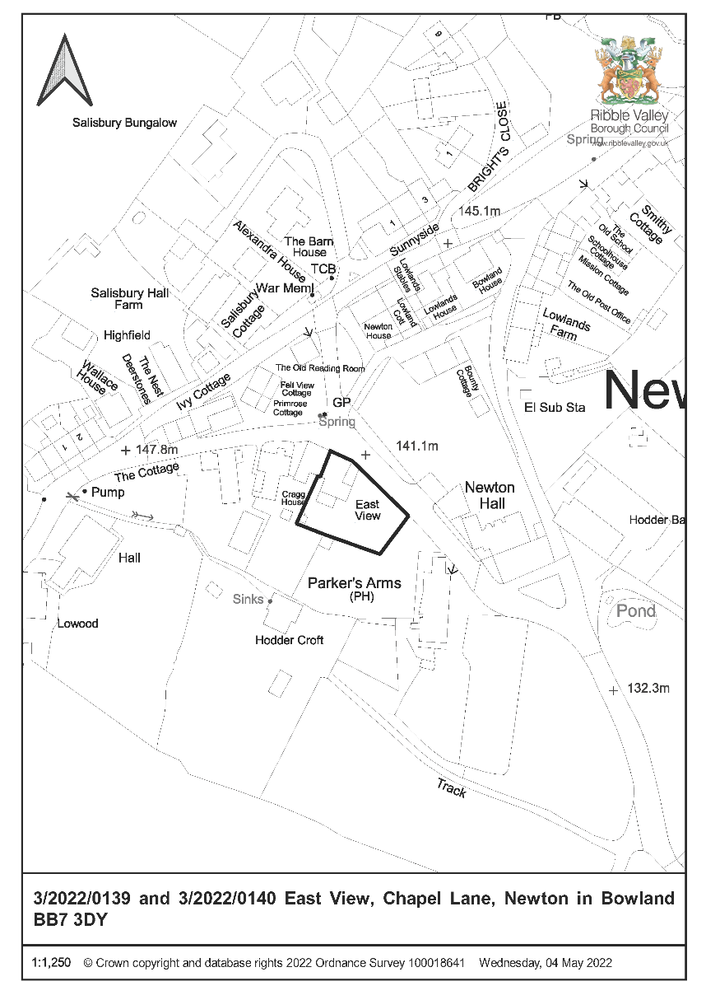 PB
9
Ribble Valley
Borough Council
www.ribblevalley.gov.uk
Spring
Salisbury Bungalow
BRIGHT'S CLOSE
1
3
1
145.1m
Sunnyside
Smithy
Cottage
The
Old School
Schoolhouse
Cottage
Mission Cottage
The Old Post Office
Alexandra House
The Barn
House
TCB
War Meml
Salisbury
Cottage
Lowlands
Stables
Lowland
Cott
Lowlands
House
Bowland
House
Newton
House
Salisbury Hall
Farm
Highfield
Lowlands
Farm
Wallace
House
Deerstones
The Nest
Ivy Cottage
The Old Reading Room
Fell View
Cottage
Primrose
Cottage
GP
Spring
Bounty
Cottage
El Sub Sta
New
1
2
147.8m
141.1m
The Cottage
Pump
Cragg
House
East
View
Newton
Hall
Hodder Ba
Hall
Parker's Arms
(PH)
Sinks
Pond
Lowood
Hodder Croft
132.3m
Track
3/2022/0139 and 3/2022/0140 East View, Chapel Lane, Newton in Bowland
BB7 3DY
1:1,250 © Crown copyright and database rights 2022 Ordnance Survey 100018641 Wednesday, 04 May 2022